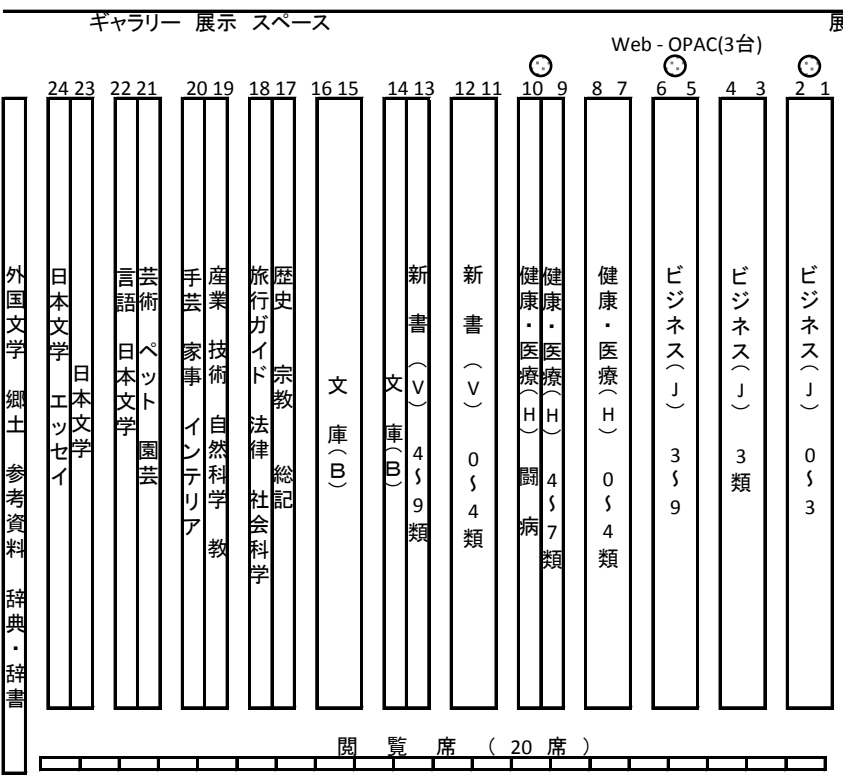 ギャラリー 展示 スペース
展
Web - OPAC(3台)
24 23 22 21 20 19 18 17 16 15 14 13 12 11 10 9 8 7 6 5 4 3 2 1
外国文学 郷土 参考資料 辞典・辞書
日本文学 エッセイ
日本文学
言語 日本文学
芸術 ペット 園芸
手芸 家事 インテリア
産業 技術 自然科学 教
旅行ガイド 法律 社会科学
歴史 宗教 総記
文庫(B)
文庫(B)
新書(V) 4~9類
新書(V) 0~4類
健康・医療(H) 闘病
健康・医療(H) 4~7類
健康・医療(H) 0~4類
ビジネス(J) 3~9
ビジネス(J) 3類
ビジネス(J) 0~3
閲覧席(20席)